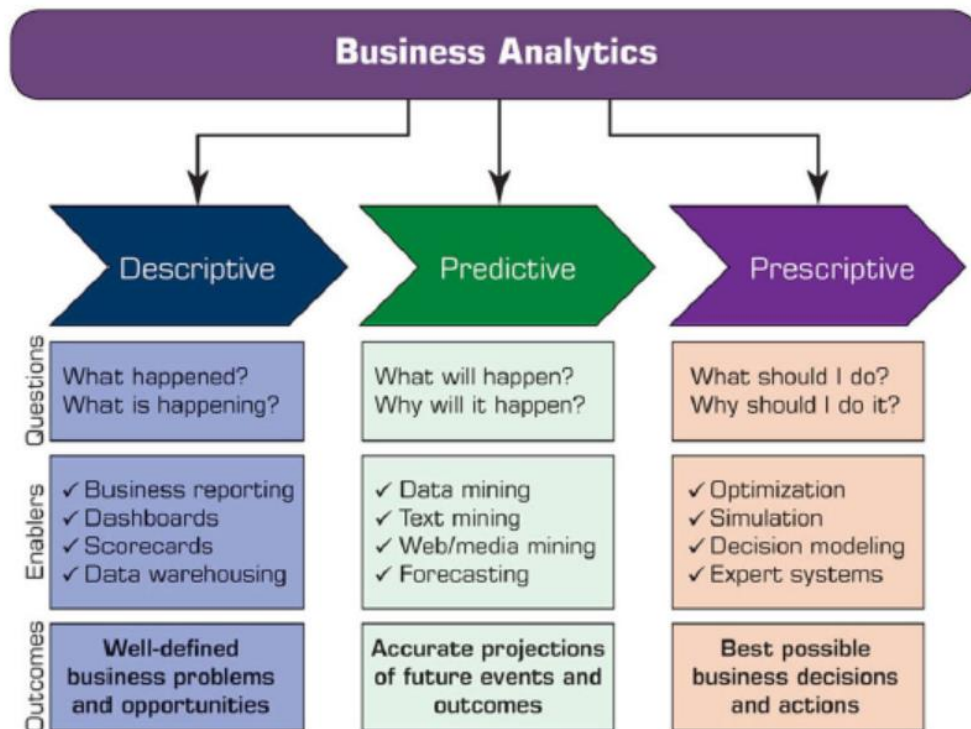 Business Analytics
Descriptive
Predictive
Prescriptive
Questions
What happened?
What is happening?
What will happen?
Why will it happen?
What should I do?
Why should I do it?
Enablers
✓ Business reporting
✓ Dashboards
✓ Scorecards
✓ Data warehousing
✓ Data mining
✓ Text mining
✓ Web/media mining
✓ Forecasting
✓ Optimization
✓ Simulation
✓ Decision modeling
✓ Expert systems
Outcomes
Well-defined
business problems
and opportunities
Accurate projections
of future events and
outcomes
Best possible
business decisions
and actions